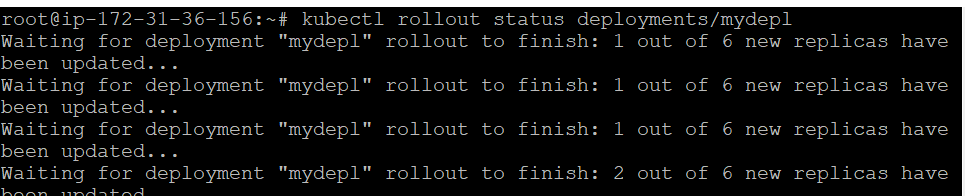 root@ip-172-31-36-156:~# kubectl rollout status deployments/mydepl
Waiting for deployment "mydepl" rollout to finish: 1 out of 6 new replicas have
been updated...
Waiting for deployment "mydepl" rollout to finish: 1 out of 6 new replicas have
been updated...
Waiting for deployment "mydepl" rollout to finish: 1 out of 6 new replicas have
been updated...
Waiting for deployment "mydepl" rollout to finish: 2 out of 6 new replicas have
been updated